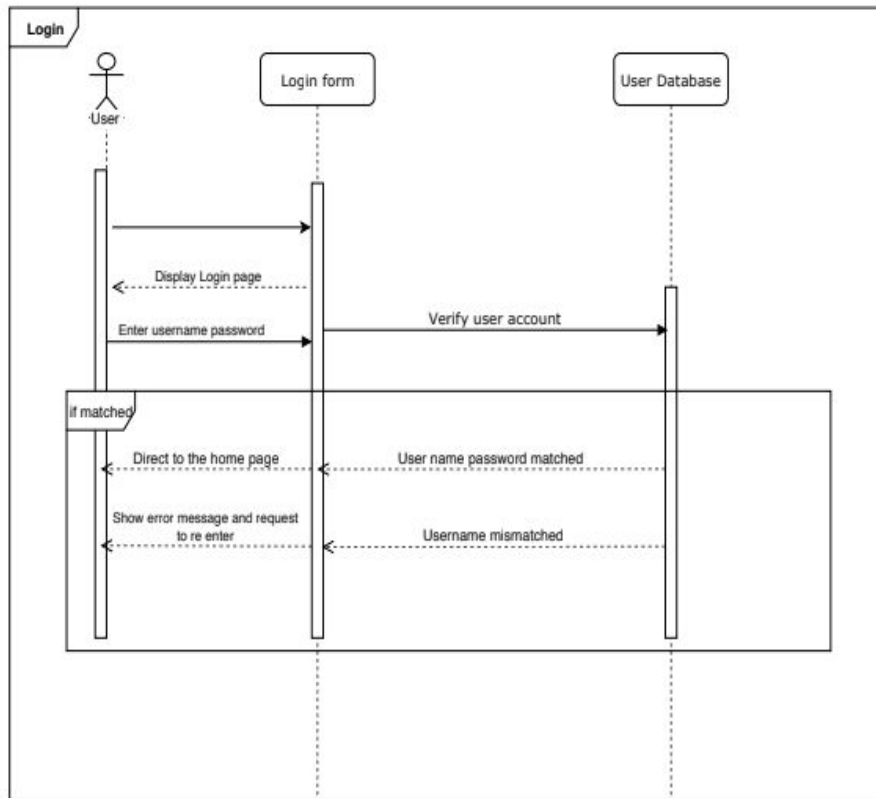 Login
User
Login form
User Database
Display Login page
Enter username password
Verify user account
if matched
Direct to the home page
User name password matched
Show error message and request
to re enter
Username mismatched